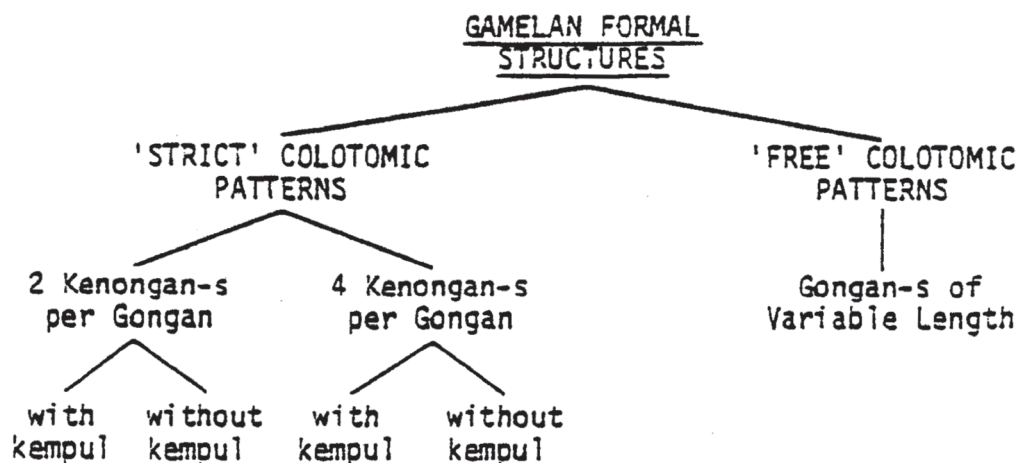 GAMELAN FORMAL
STRUCTURES
'STRICT' COLOTOMIC
PATTERNS
'FREE' COLOTOMIC
PATTERNS
2 Kenongan-s
per Gongan
4 Kenongan-s
per Gongan
Gongan-s of
Variable Length
with
kempul
without
kempul
with
kempul
without
kempul